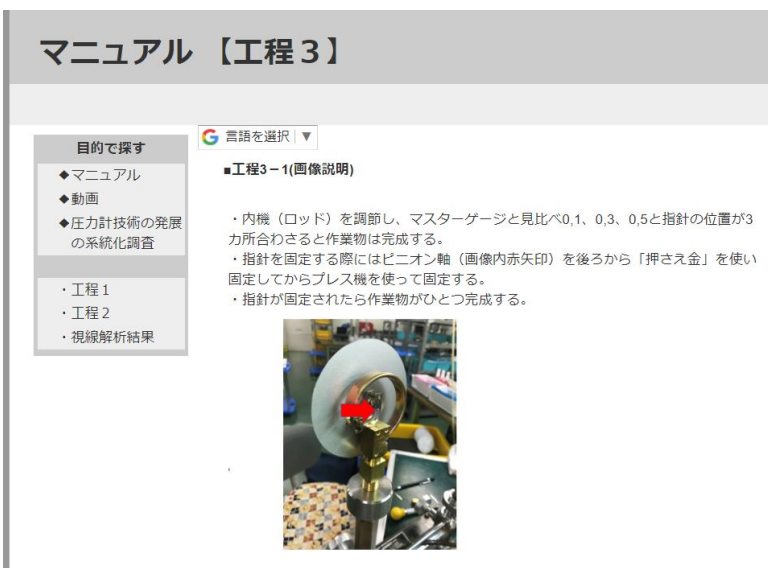 マニュアル 【工程３】
目的で探す
◆マニュアル
◆動画
◆圧力計技術の発展
の系統化調査
・工程１
・工程２
・視線解析結果
G 言語を選択 ▼
■工程3－1(画像説明)
・内機（ロッド）を調節し、マスターゲージと見比べ0,1、0,3、0,5と指針の位置が3
カ所合わさると作業物は完成する。
・指針を固定する際にはピニオン軸（画像内赤矢印）を後ろから「押さえ金」を使い
固定してからプレス機を使って固定する。
・指針が固定されたら作業物がひとつ完成する。